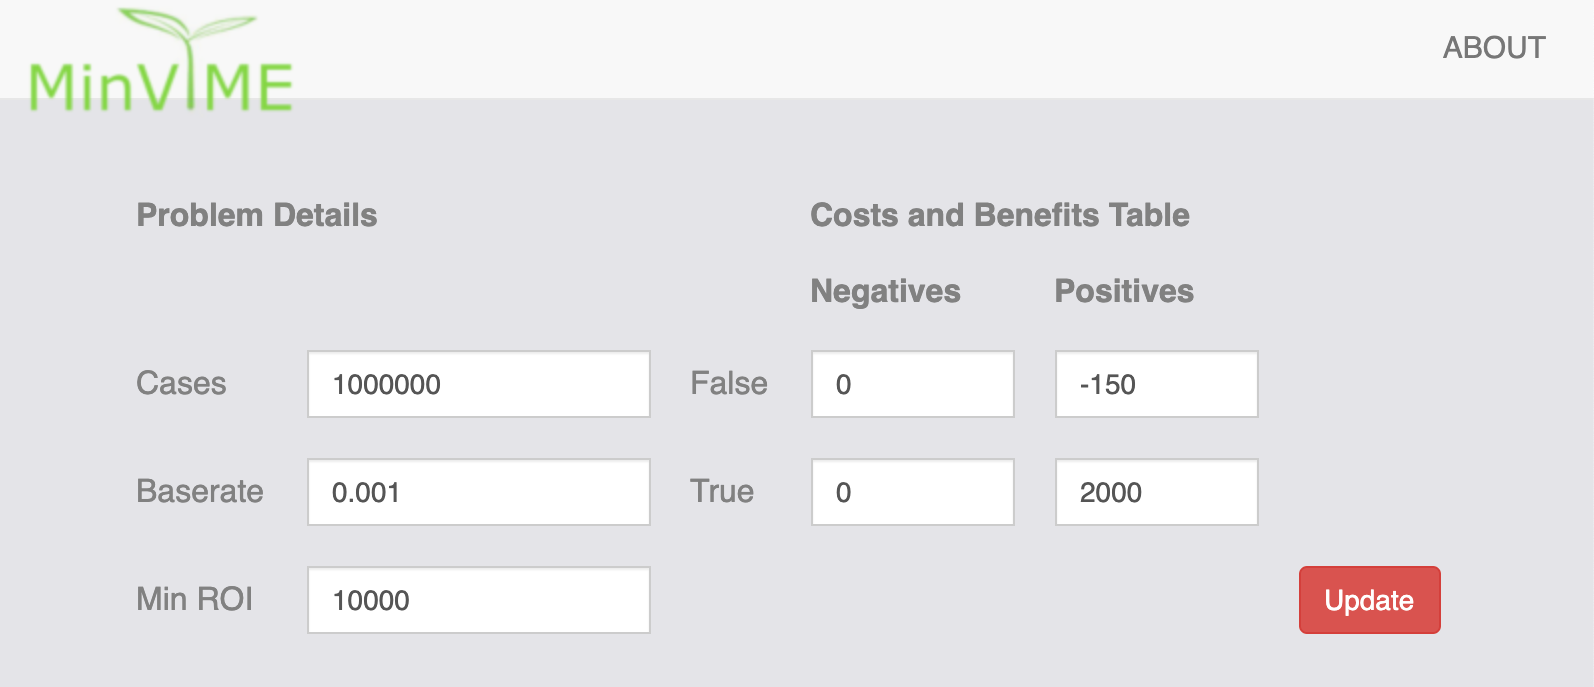 MinVIME
ABOUT
Problem Details
Costs and Benefits Table
Negatives Positives
Cases 1000000 False 0 -150
Baserate 0.001 True 0 2000
Min ROI 10000 Update